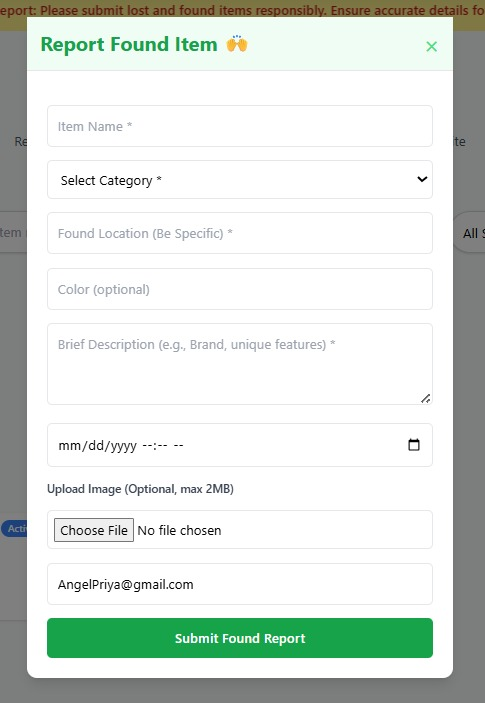 eport: Please submit lost and found items responsibly. Ensure accurate details fo
Report Found Item 🙌
×
Re
ite
Item Name *
Select Category *
Found Location (Be Specific) *
tem
All S
Color (optional)
Brief Description (e.g., Brand, unique features) *
mm/dd/yyyy --:-- --
Upload Image (Optional, max 2MB)
Activ
Choose File No file chosen
AngelPriya@gmail.com
Submit Found Report